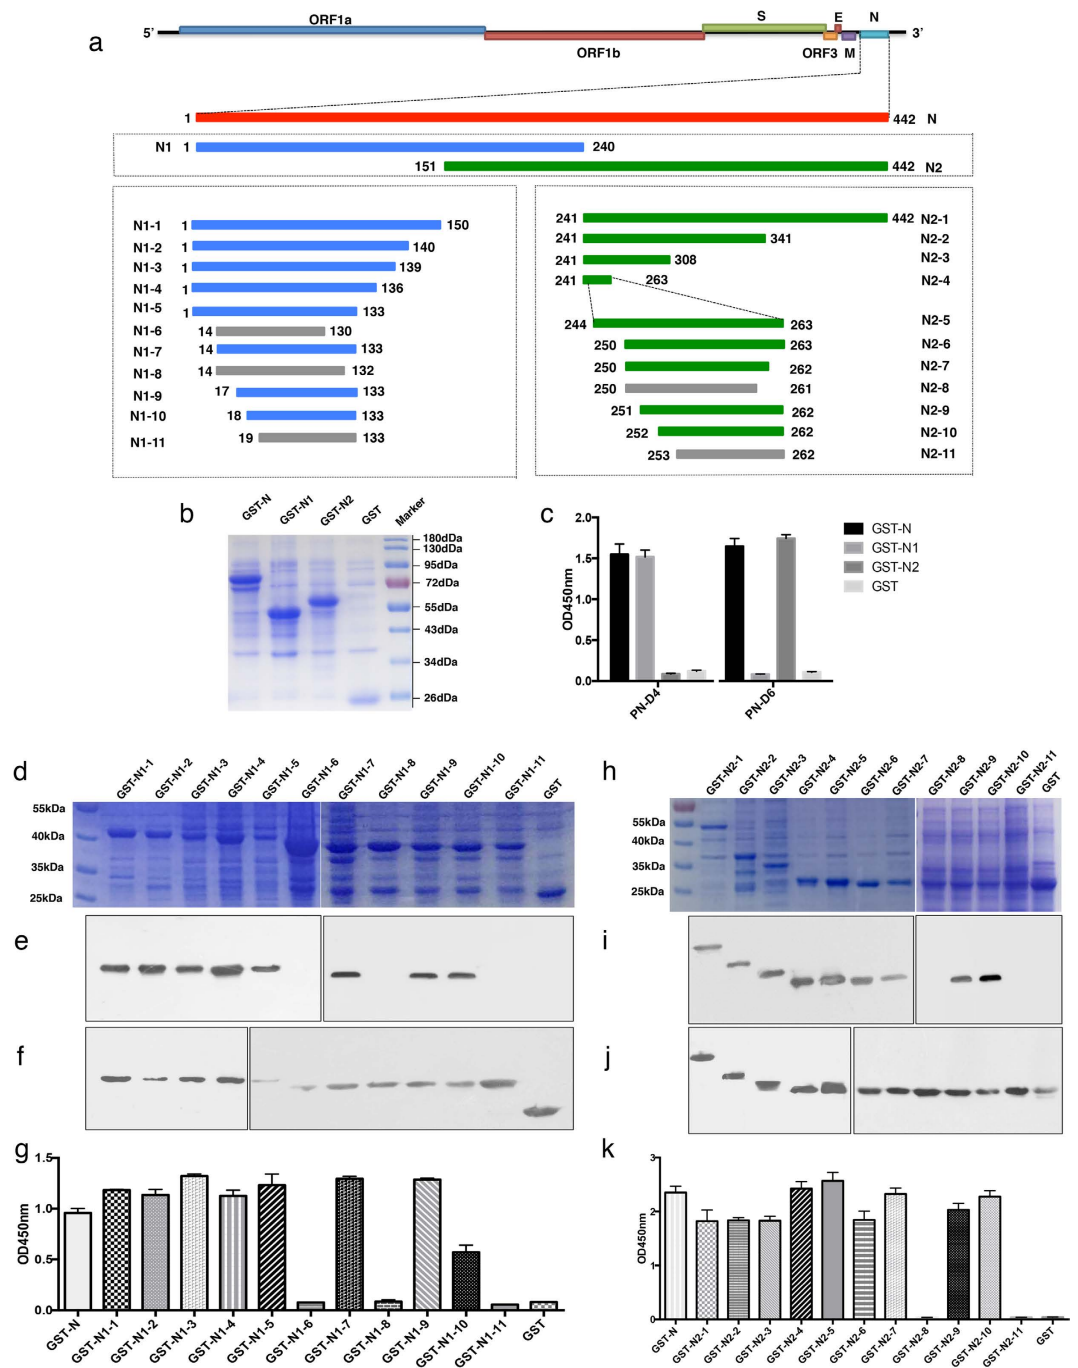 a
5' ORF1a ORF1b S ORF3 E M N 3'
1 442 N
N1 1 240
151 442 N2
N1-1 1 150
N1-2 1 140
N1-3 1 139
N1-4 1 136
N1-5 1 133
N1-6 14 130
N1-7 14 133
N1-8 14 132
N1-9 17 133
N1-10 18 133
N1-11 19 133
241 442 N2-1
241 341 N2-2
241 308 N2-3
241 263 N2-4
244 263 N2-5
250 263 N2-6
250 262 N2-7
250 261 N2-8
251 262 N2-9
252 262 N2-10
253 262 N2-11
b
GST-N GST-N1 GST-N2 GST Marker
180dDa
130dDa
95dDa
72dDa
55dDa
43dDa
34dDa
26dDa
c
OD450nm
2.0
1.5
1.0
0.5
0.0
PN-D4 PN-D6
GST-N
GST-N1
GST-N2
GST
d
GST-N1-1 GST-N1-2 GST-N1-3 GST-N1-4 GST-N1-5 GST-N1-6 GST-N1-7 GST-N1-8 GST-N1-9 GST-N1-10 GST-N1-11 GST
55kDa
40kDa
35kDa
25kDa
e
f
g
OD450nm
1.5
1.0
0.5
0.0
GST-N GST-N1-1 GST-N1-2 GST-N1-3 GST-N1-4 GST-N1-5 GST-N1-6 GST-N1-7 GST-N1-8 GST-N1-9 GST-N1-10 GST-N1-11 GST
h
GST-N2-1 GST-N2-2 GST-N2-3 GST-N2-4 GST-N2-5 GST-N2-6 GST-N2-7 GST-N2-8 GST-N2-9 GST-N2-10 GST-N2-11 GST
55kDa
40kDa
35kDa
25kDa
i
j
k
OD450nm
3
2
1
0
GST-N GST-N2-1 GST-N2-2 GST-N2-3 GST-N2-4 GST-N2-5 GST-N2-6 GST-N2-7 GST-N2-8 GST-N2-9 GST-N2-10 GST-N2-11 GST